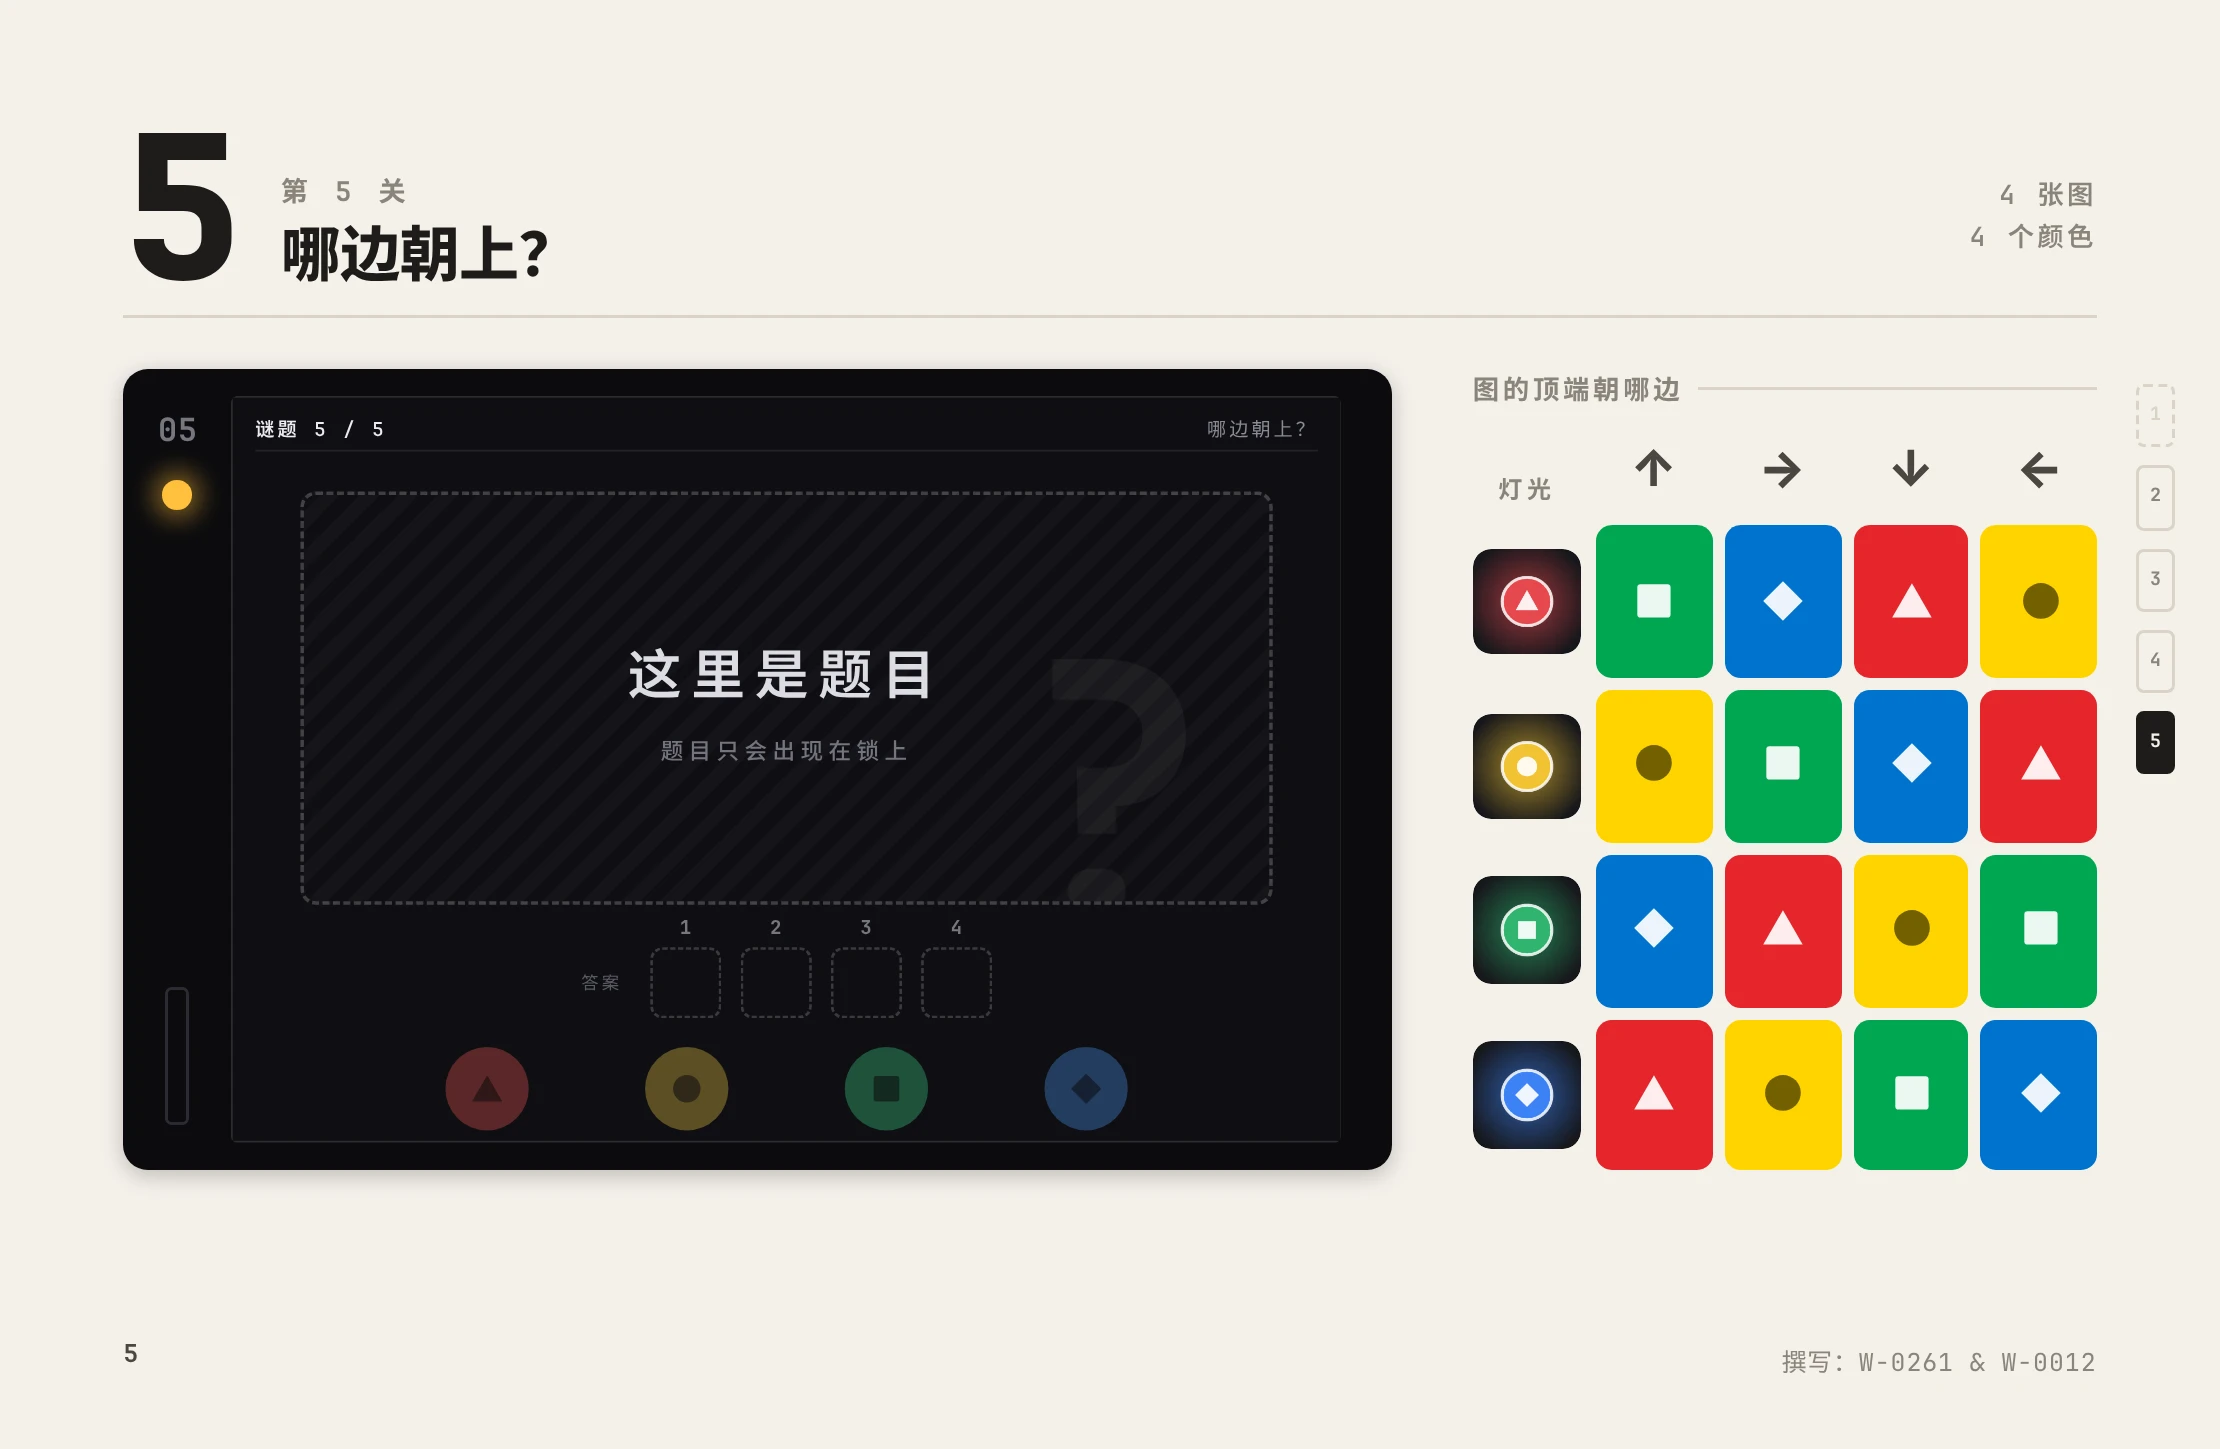 5
第 5 关
哪边朝上？
4 张图
4 个颜色
05
谜题 5 / 5
哪边朝上？
这里是题目
题目只会出现在锁上
?
1 2 3 4
答案
图的顶端朝哪边
灯光
↑ → ↓ ←
1
2
3
4
5
5
撰写：W-0261 & W-0012